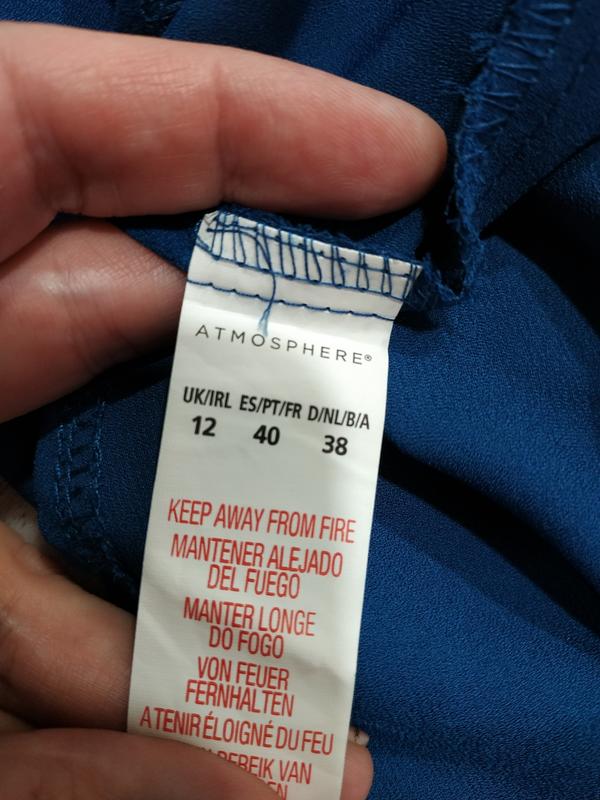 ATMOSPHERE®
UK/IRL ES/PT/FR D/NL/B/A
12 40 38
KEEP AWAY FROM FIRE
MANTENER ALEJADO
DEL FUEGO
MANTER LONGE
DO FOGO
VON FEUER
FERNHALTEN
A TENIR ÉLOIGNÉ DU FEU
VAN